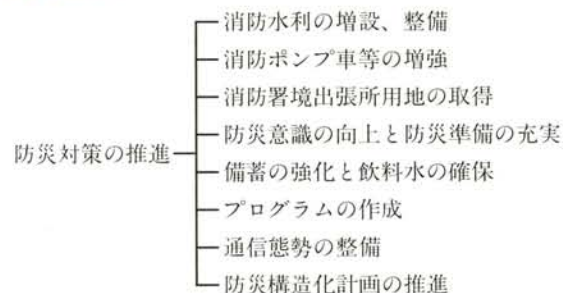 消防水利の増設、整備
消防ポンプ車等の増強
消防署境出張所用地の取得
防災対策の推進
防災意識の向上と防災準備の充実
備蓄の強化と飲料水の確保
プログラムの作成
通信態勢の整備
防災構造化計画の推進